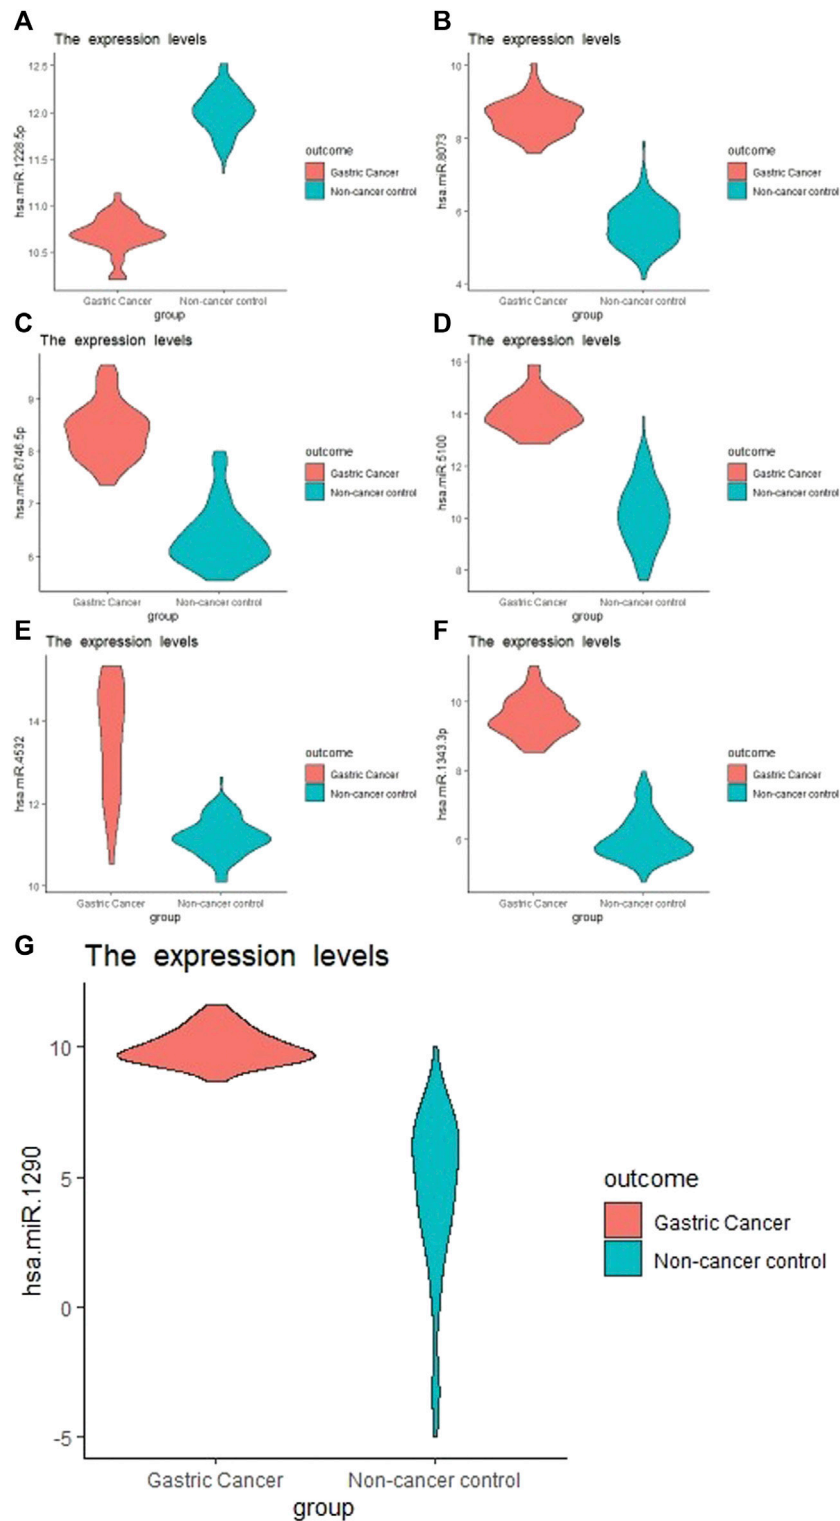 A
The expression levels
12.5
12.0
11.5
11.0
10.5
hsa.miR.1228.5p
Gastric Cancer Non-cancer control
group
outcome
Gastric Cancer
Non-cancer control
B
The expression levels
10
8
6
4
hsa.miR.8073
Gastric Cancer Non-cancer control
group
outcome
Gastric Cancer
Non-cancer control
C
The expression levels
9
8
7
6
hsa.miR.6746.5p
Gastric Cancer Non-cancer control
group
outcome
Gastric Cancer
Non-cancer control
D
The expression levels
16
14
12
10
8
hsa.miR.5100
Gastric Cancer Non-cancer control
group
outcome
Gastric Cancer
Non-cancer control
E
The expression levels
14
12
10
hsa.miR.4532
Gastric Cancer Non-cancer control
group
outcome
Gastric Cancer
Non-cancer control
F
The expression levels
10
8
6
hsa.miR.1343.3p
Gastric Cancer Non-cancer control
group
outcome
Gastric Cancer
Non-cancer control
G
The expression levels
10
5
0
-5
hsa.miR.1290
Gastric Cancer Non-cancer control
group
outcome
Gastric Cancer
Non-cancer control